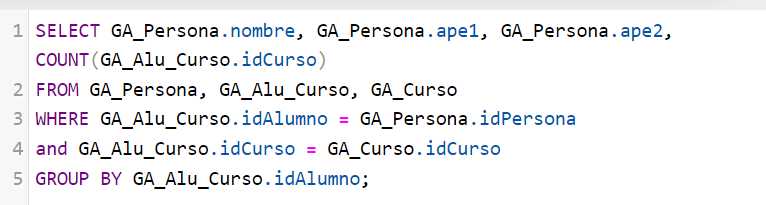 1 SELECT GA_Persona.nombre, GA_Persona.ape1, GA_Persona.ape2,
COUNT(GA_Alu_Curso.idCurso)
2 FROM GA_Persona, GA_Alu_Curso, GA_Curso
3 WHERE GA_Alu_Curso.idAlumno = GA_Persona.idPersona
4 and GA_Alu_Curso.idCurso = GA_Curso.idCurso
5 GROUP BY GA_Alu_Curso.idAlumno;